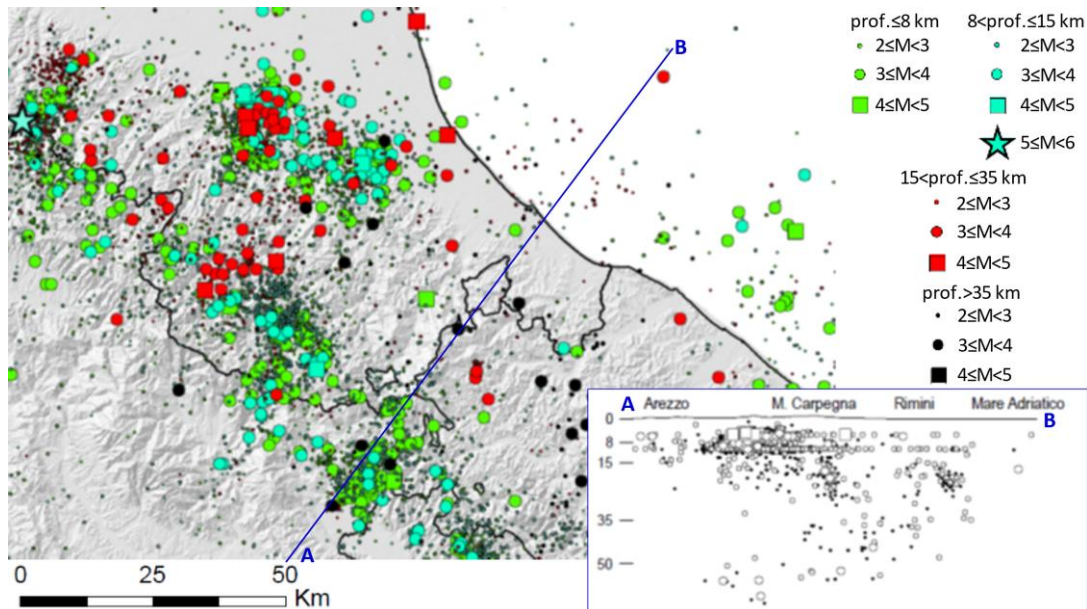 prof.≤8 km 8<prof.≤15 km
2≤M<3 2≤M<3
3≤M<4 3≤M<4
4≤M<5 4≤M<5
5≤M<6
15<prof.≤35 km
2≤M<3
3≤M<4
4≤M<5
prof.>35 km
2≤M<3
3≤M<4
4≤M<5
B
A
0 25 50
Km
A Arezzo M. Carpegna Rimini Mare Adriatico
0 B
8
15
35
50